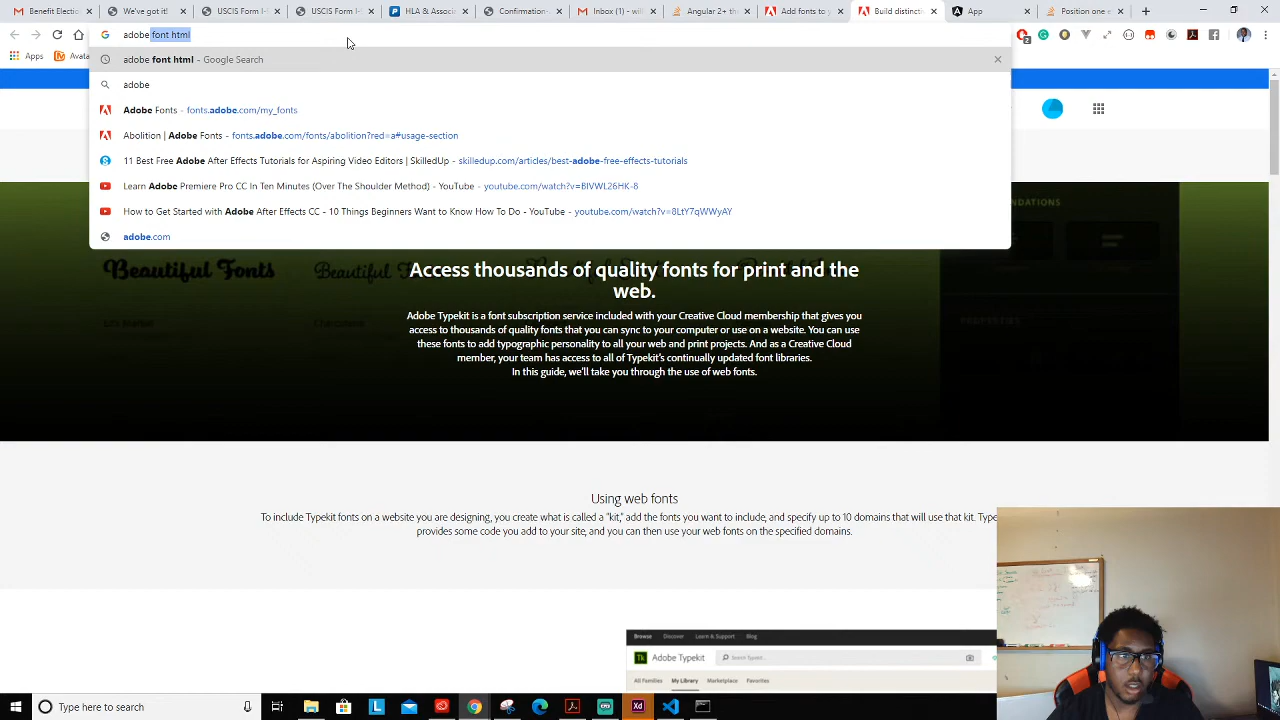 Benefit Reques
USCIS Form I-
USCIS Form I-
HLA & Associ
Confirmation
Inbox (1) - will
Angular 2+ th
Add fonts to y
Build distinct
App
Position of the
adobe font html
Apps
Avata
adobe font html - Google Search
adobe
Adobe Fonts - fonts.adobe.com/my_fonts
Abolition | Adobe Fonts - fonts.adobe.com/fonts/abolition?red=a#usage-section
11 Best Free Adobe After Effects Tutorials for Aspiring Video Editors | SkilledUp - skilledup.com/articles/best-adobe-free-effects-tutorials
Learn Adobe Premiere Pro CC In Ten Minutes (Over The Shoulder Method) - YouTube - youtube.com/watch?v=BIVWL26HK-8
How to Get Started with Adobe After Effects Cc - 10 Things Beginners Want to Know How To Do - YouTube - youtube.com/watch?v=8LtY7qWWyAY
adobe.com
NDATIONS
Beautiful Fonts
Beautiful F
Access thousands of quality fonts for print and the
web.
PROPERTIES
Adobe Typekit is a font subscription service included with your Creative Cloud membership that gives you
access to thousands of quality fonts that you can sync to your computer or use on a website. You can use
these fonts to add typographic personality to all your web and print projects. And as a Creative Cloud
member, your team has access to all of Typekit's continually updated font libraries.
In this guide, we'll take you through the use of web fonts.
Using web fonts
To include Typekit fonts on a website you are designing, you create what is called a "kit," add the fonts you want to include, and specify up to 10 domains that will use that kit. Type
provides some code you add to your site, and you can then use your web fonts on the specified domains.
Browse Discover Learn & Support Blog
Tk Adobe Typekit Search Typekit...
All Families My Library Marketplace Favorites
Type here to search